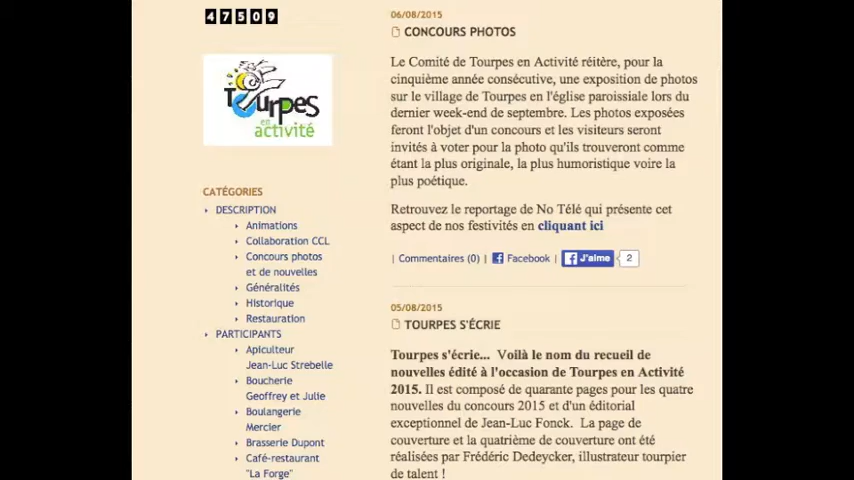 47509
Tourpes
en
activité
CATÉGORIES
DESCRIPTION
Animations
Collaboration CCL
Concours photos
et de nouvelles
Généralités
Historique
Restauration
PARTICIPANTS
Apiculteur
Jean-Luc Strebelle
Boucherie
Geoffrey et Julie
Boulangerie
Mercier
Brasserie Dupont
Café-restaurant
"La Forge"
06/08/2015
CONCOURS PHOTOS
Le Comité de Tourpes en Activité réitère, pour la
cinquième année consécutive, une exposition de photos
sur le village de Tourpes en l'église paroissiale lors du
dernier week-end de septembre. Les photos exposées
feront l'objet d'un concours et les visiteurs seront
invités à voter pour la photo qu'ils trouveront comme
étant la plus originale, la plus humoristique voire la
plus poétique.
Retrouvez le reportage de No Télé qui présente cet
aspect de nos festivités en cliquant ici
| Commentaires (0) | Facebook | J'aime 2
05/08/2015
TOURPES S'ÉCRIE
Tourpes s'écrie... Voilà le nom du recueil de
nouvelles édité à l'occasion de Tourpes en Activité
2015. Il est composé de quarante pages pour les quatre
nouvelles du concours 2015 et d'un éditorial
exceptionnel de Jean-Luc Fonck. La page de
couverture et la quatrième de couverture ont été
réalisées par Frédéric Dedeycker, illustrateur tourpier
de talent !